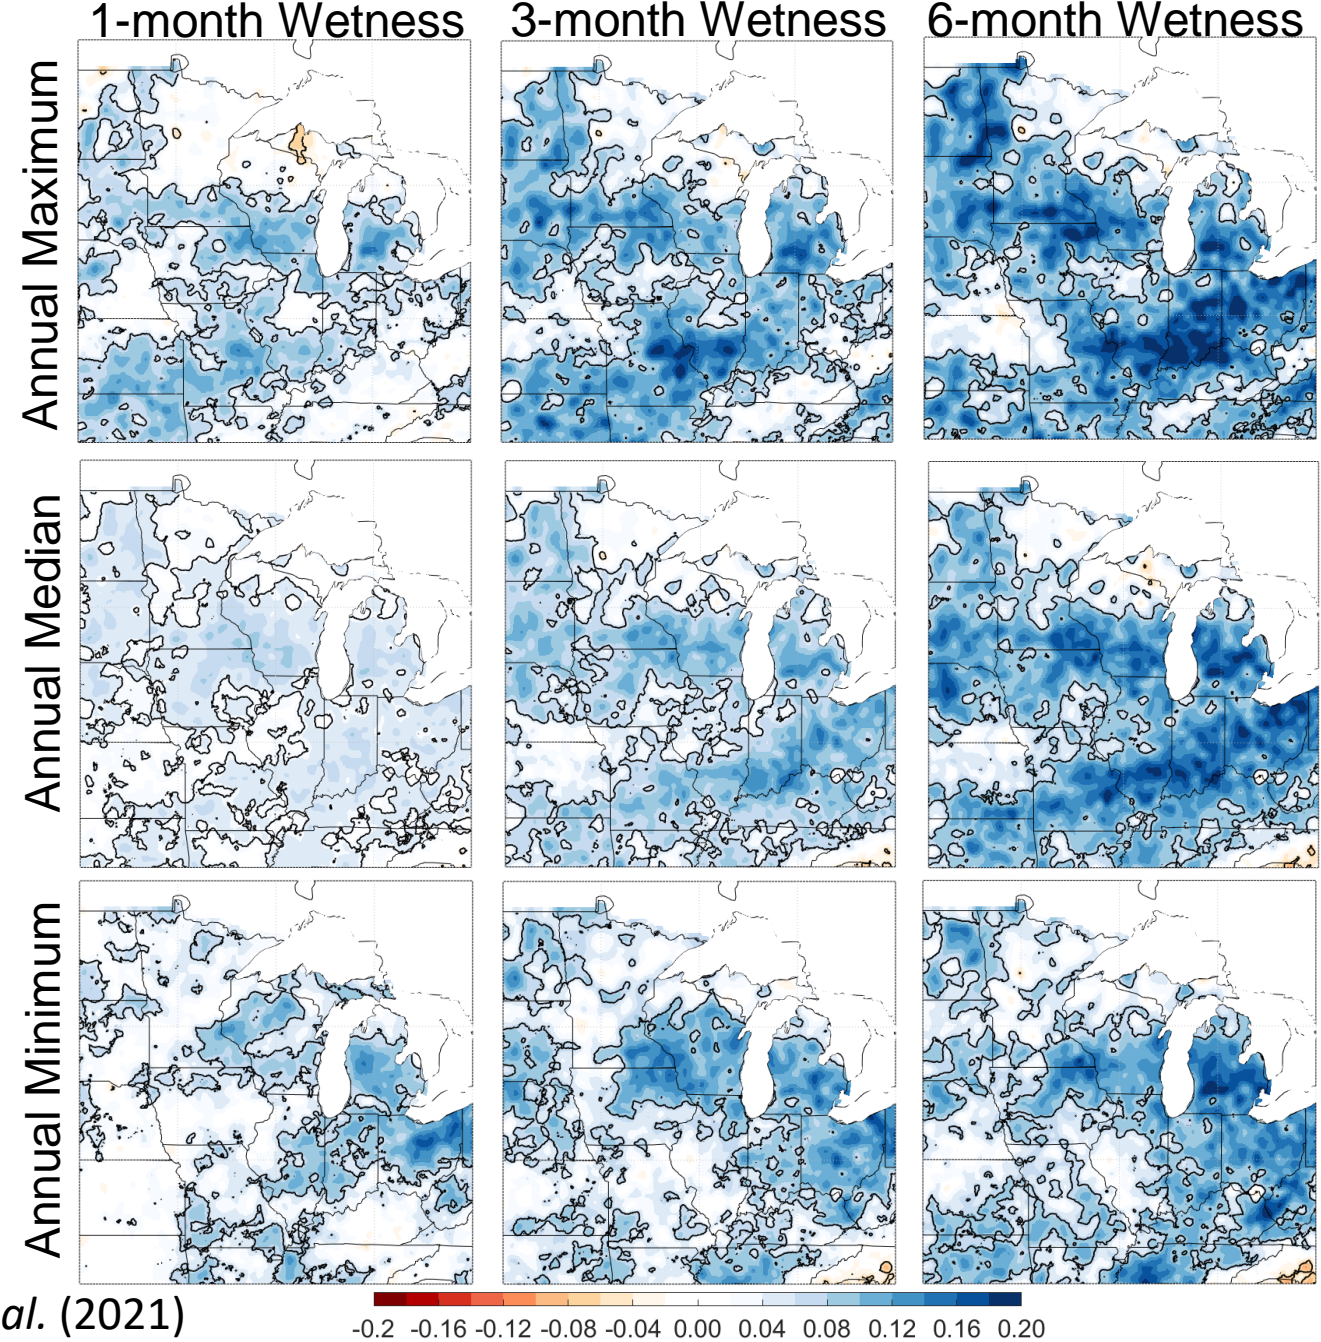 1-month Wetness 3-month Wetness 6-month Wetness
Annual Maximum
Annual Median
Annual Minimum
al. (2021)
-0.2 -0.16 -0.12 -0.08 -0.04 0.00 0.04 0.08 0.12 0.16 0.20